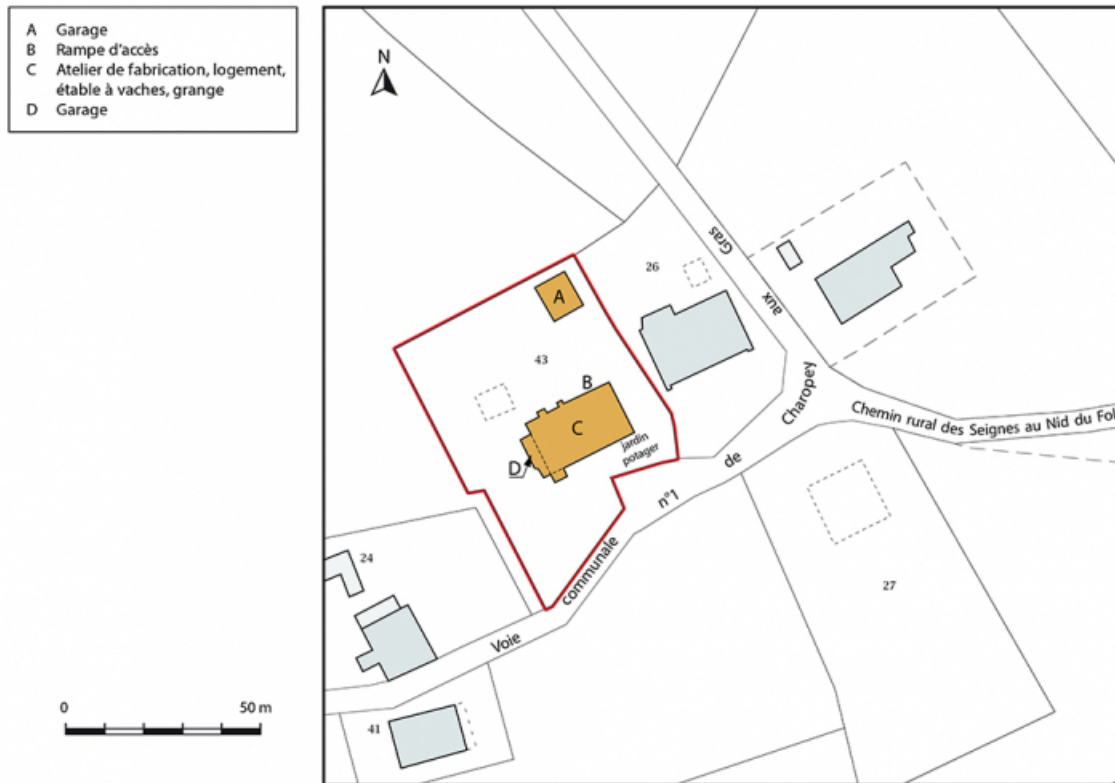 A Garage
B Rampe d'accès
C Atelier de fabrication, logement,
étable à vaches, grange
D Garage
N
Gras
aux
26
A
43
B
C
Charopey
Chemin rural des Seignes au Nid du Fol
jardin
potager
D
de
n°1
communale
24
27
Voie
0 50 m
41